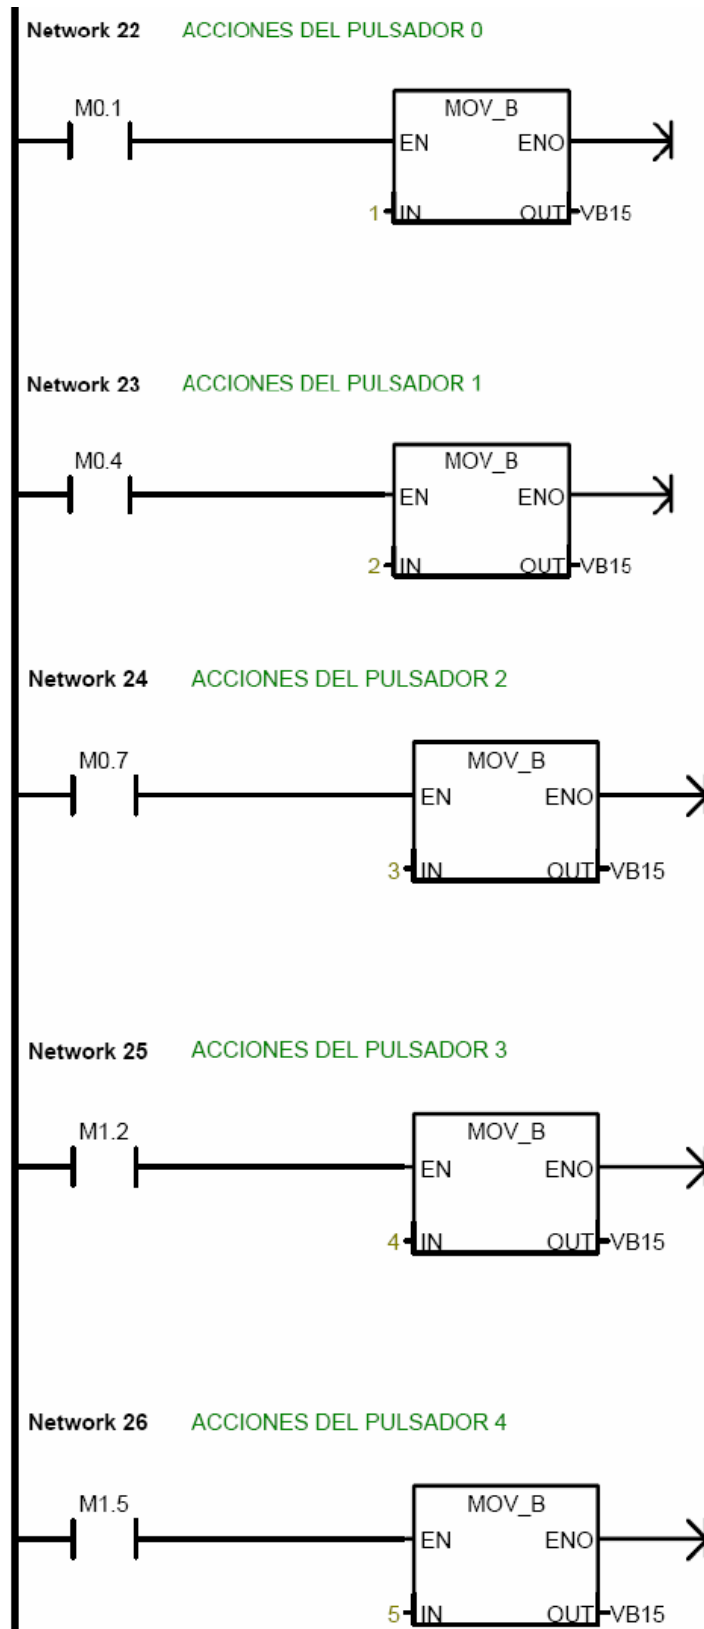 Network 22 ACCIONES DEL PULSADOR 0
M0.1
MOV_B
EN ENO
1 IN OUT VB15
Network 23 ACCIONES DEL PULSADOR 1
M0.4
MOV_B
EN ENO
2 IN OUT VB15
Network 24 ACCIONES DEL PULSADOR 2
M0.7
MOV_B
EN ENO
3 IN OUT VB15
Network 25 ACCIONES DEL PULSADOR 3
M1.2
MOV_B
EN ENO
4 IN OUT VB15
Network 26 ACCIONES DEL PULSADOR 4
M1.5
MOV_B
EN ENO
5 IN OUT VB15